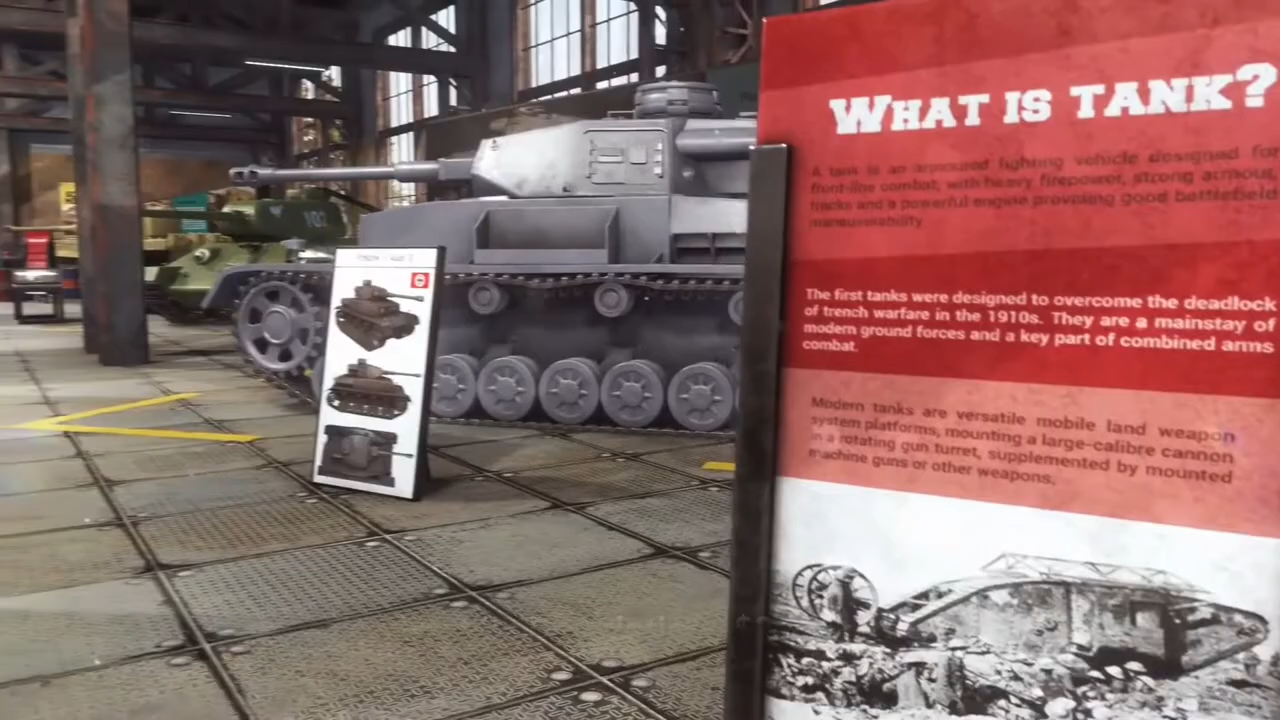 WHAT IS TANK?
A tank is an armoured fighting vehicle designed for
front-line combat, with heavy firepower, strong armour,
tracks and a powerful engine providing good battlefield
maneuverability
The first tanks were designed to overcome the deadlock
of trench warfare in the 1910s. They are a mainstay of
modern ground forces and a key part of combined arms
combat.
Modern tanks are versatile mobile land weapon
system platforms, mounting a large-calibre cannon
in a rotating gun turret, supplemented by mounted
machine guns or other weapons.